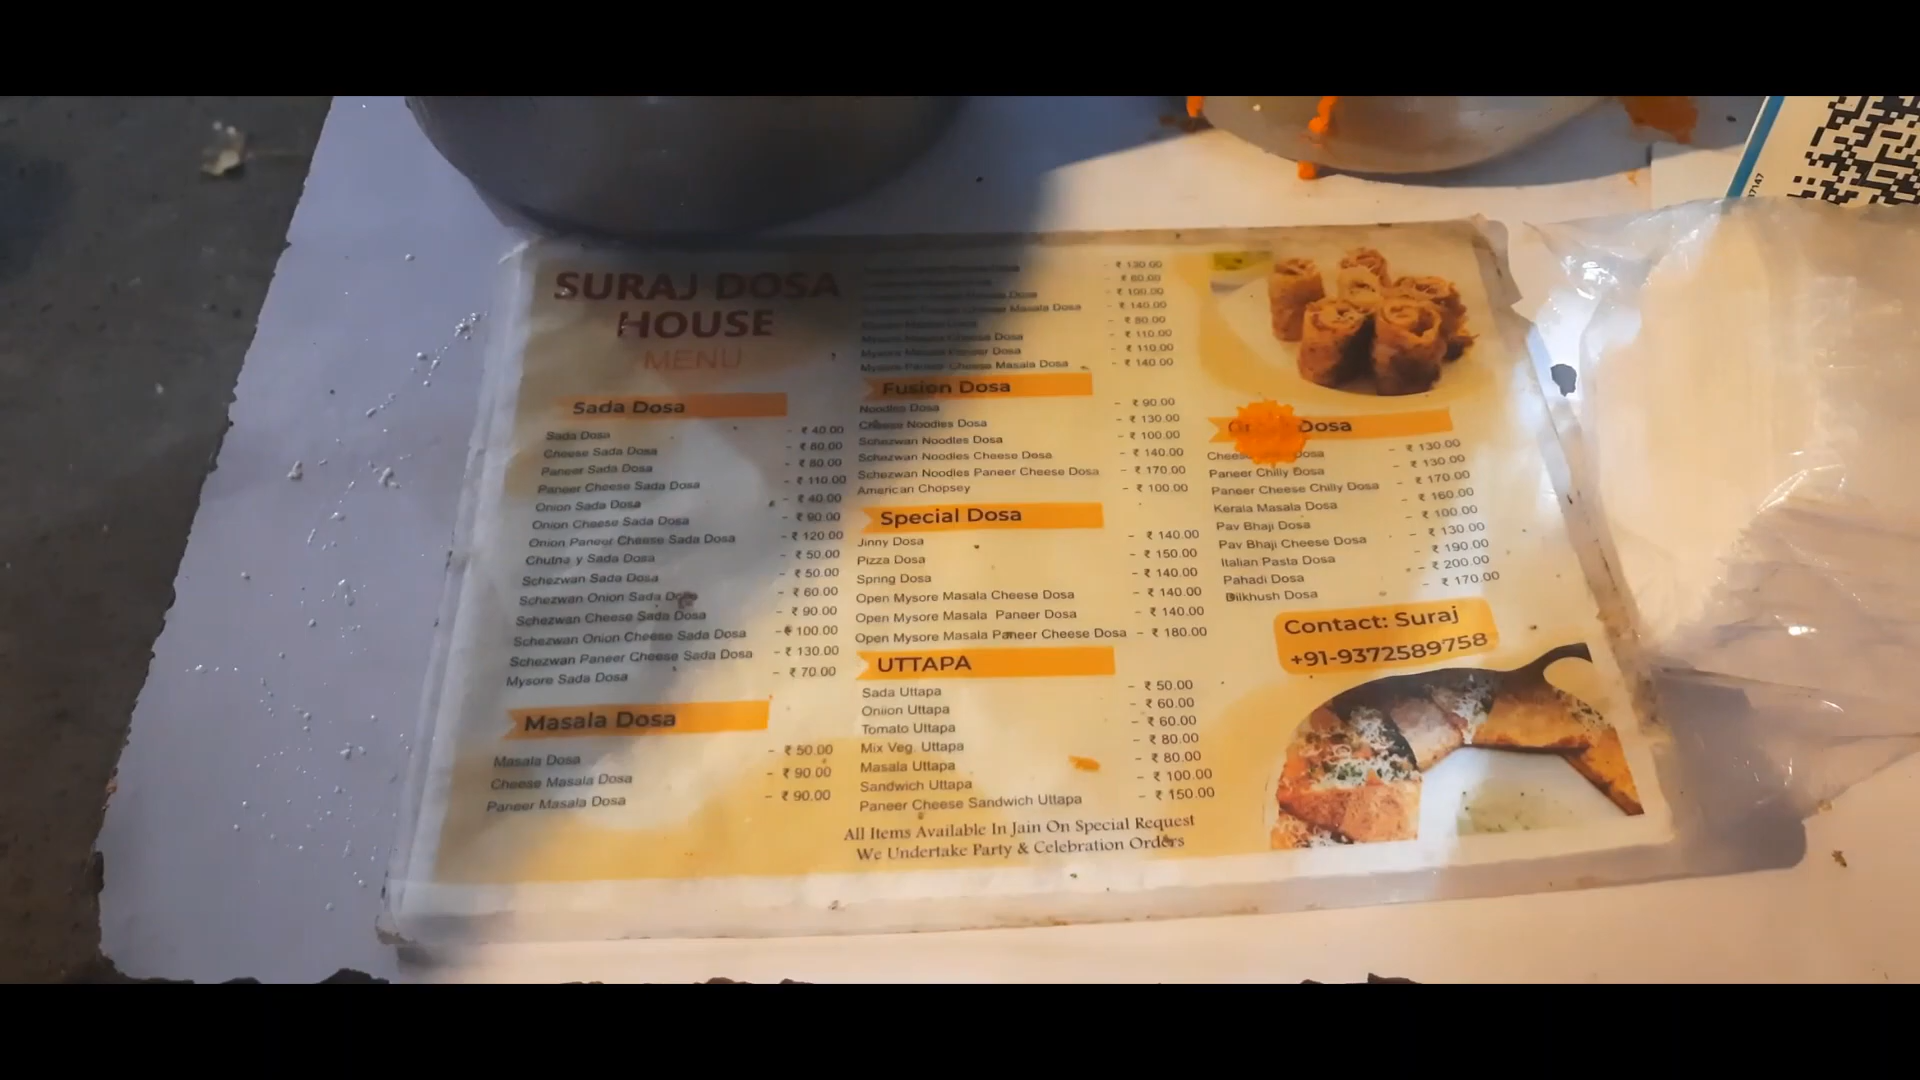 SURAJ DOSA
HOUSE
MENU
Sada Dosa
Sada Dosa - ₹ 40.00
Cheese Sada Dosa - ₹ 80.00
Paneer Sada Dosa - ₹ 80.00
Paneer Cheese Sada Dosa - ₹ 110.00
Onion Sada Dosa - ₹ 40.00
Onion Cheese Sada Dosa - ₹ 90.00
Onion Paneer Cheese Sada Dosa - ₹ 120.00
Chutna y Sada Dosa - ₹ 50.00
Schezwan Sada Dosa - ₹ 50.00
Schezwan Onion Sada Dosa - ₹ 60.00
Schezwan Cheese Sada Dosa - ₹ 90.00
Schezwan Onion Cheese Sada Dosa - ₹ 100.00
Schezwan Paneer Cheese Sada Dosa - ₹ 130.00
Mysore Sada Dosa - ₹ 70.00
Masala Dosa
Masala Dosa - ₹ 50.00
Cheese Masala Dosa - ₹ 90.00
Paneer Masala Dosa - ₹ 90.00
- ₹ 130.00
- ₹ 60.00
Dosa - ₹ 100.00
Cheese Masala Dosa - ₹ 140.00
- ₹ 80.00
Mysore Masala Cheese Dosa - ₹ 110.00
Mysore Masala Paneer Dosa - ₹ 110.00
Mysore Paneer Cheese Masala Dosa - ₹ 140.00
Fusion Dosa
Noodles Dosa - ₹ 90.00
Cheese Noodles Dosa - ₹ 130.00
Schezwan Noodles Dosa - ₹ 100.00
Schezwan Noodles Cheese Dosa - ₹ 140.00
Schezwan Noodles Paneer Cheese Dosa - ₹ 170.00
American Chopsey - ₹ 100.00
Special Dosa
Jinny Dosa - ₹ 140.00
Pizza Dosa - ₹ 150.00
Spring Dosa - ₹ 140.00
Open Mysore Masala Cheese Dosa - ₹ 140.00
Open Mysore Masala Paneer Dosa - ₹ 140.00
Open Mysore Masala Paneer Cheese Dosa - ₹ 180.00
UTTAPA
Sada Uttapa - ₹ 50.00
Oniion Uttapa - ₹ 60.00
Tomato Uttapa - ₹ 60.00
Mix Veg. Uttapa - ₹ 80.00
Masala Uttapa - ₹ 80.00
Sandwich Uttapa - ₹ 100.00
Paneer Cheese Sandwich Uttapa - ₹ 150.00
All Items Available In Jain On Special Request
We Undertake Party & Celebration Orders
Dosa
Cheese Dosa - ₹ 130.00
Paneer Chilly Dosa - ₹ 130.00
Paneer Cheese Chilly Dosa - ₹ 170.00
Kerala Masala Dosa - ₹ 160.00
Pav Bhaji Dosa - ₹ 100.00
Pav Bhaji Cheese Dosa - ₹ 130.00
Italian Pasta Dosa - ₹ 190.00
Pahadi Dosa - ₹ 200.00
Dilkhush Dosa - ₹ 170.00
Contact: Suraj
+91-9372589758